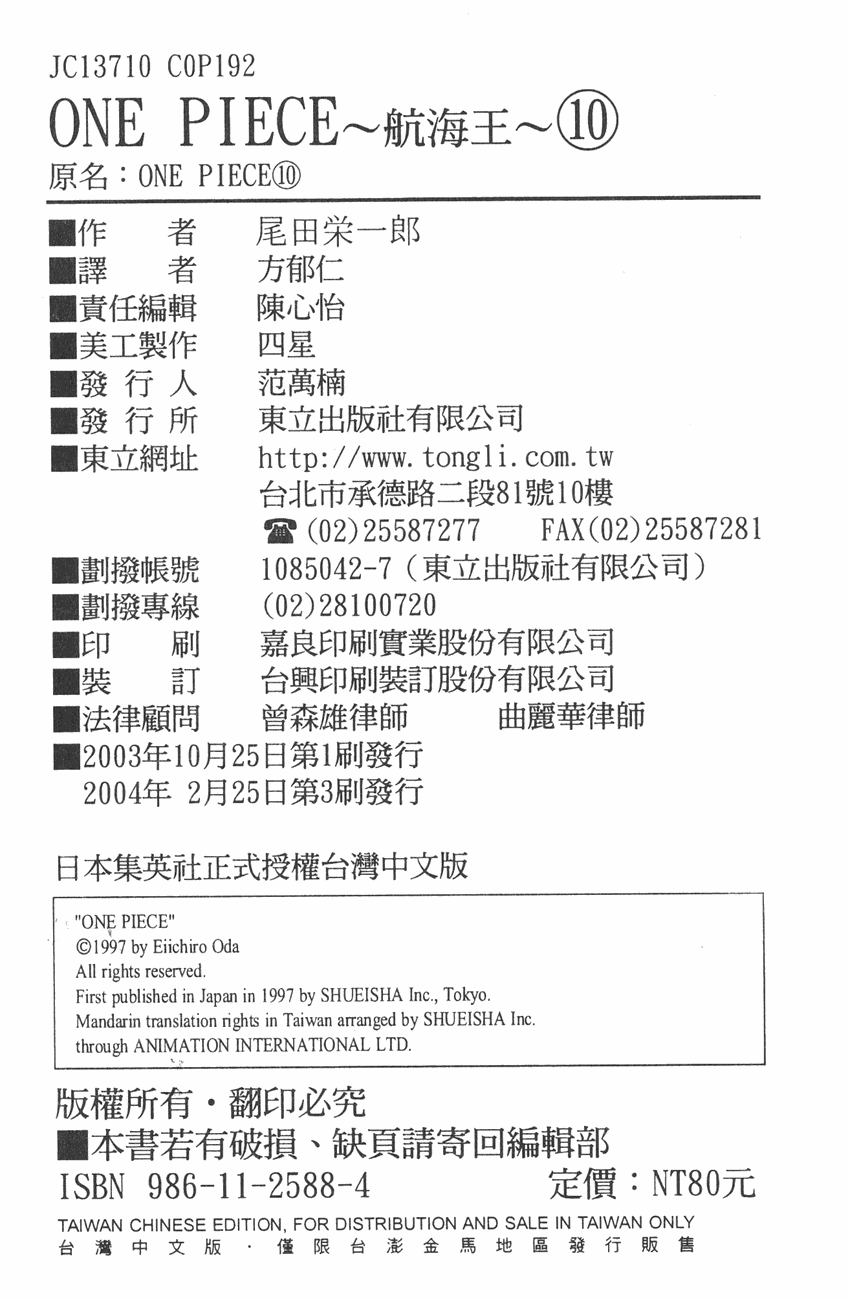 JC13710 COP192
ONE PIECE～航海王～⑩
原名：ONE PIECE⑩
■作　　者　尾田栄一郎
■譯　　者　方郁仁
■責任編輯　陳心怡
■美工製作　四星
■發 行 人　范萬楠
■發 行 所　東立出版社有限公司
■東立網址　http://www.tongli.com.tw
台北市承德路二段81號10樓
☎(02)25587277　FAX(02)25587281
■劃撥帳號　1085042-7（東立出版社有限公司）
■劃撥專線　(02)28100720
■印　　刷　嘉良印刷實業股份有限公司
■裝　　訂　台興印刷裝訂股份有限公司
■法律顧問　曾森雄律師　曲麗華律師
■2003年10月25日第1刷發行
2004年 2月25日第3刷發行
日本集英社正式授權台灣中文版
"ONE PIECE"
©1997 by Eiichiro Oda
All rights reserved.
First published in Japan in 1997 by SHUEISHA Inc., Tokyo.
Mandarin translation rights in Taiwan arranged by SHUEISHA Inc.
through ANIMATION INTERNATIONAL LTD.
版權所有・翻印必究
■本書若有破損、缺頁請寄回編輯部
ISBN 986-11-2588-4　定價：NT80元
TAIWAN CHINESE EDITION, FOR DISTRIBUTION AND SALE IN TAIWAN ONLY
台灣中文版・僅限台澎金馬地區發行販售